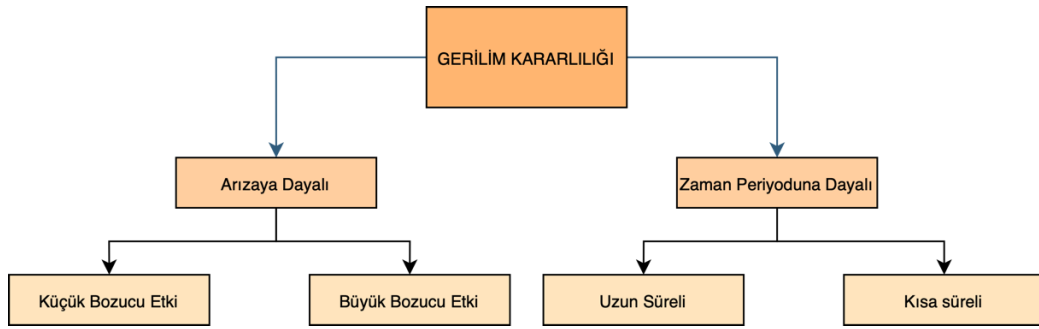 GERİLİM KARARLILIĞI
Arızaya Dayalı
Zaman Periyoduna Dayalı
Küçük Bozucu Etki
Büyük Bozucu Etki
Uzun Süreli
Kısa süreli